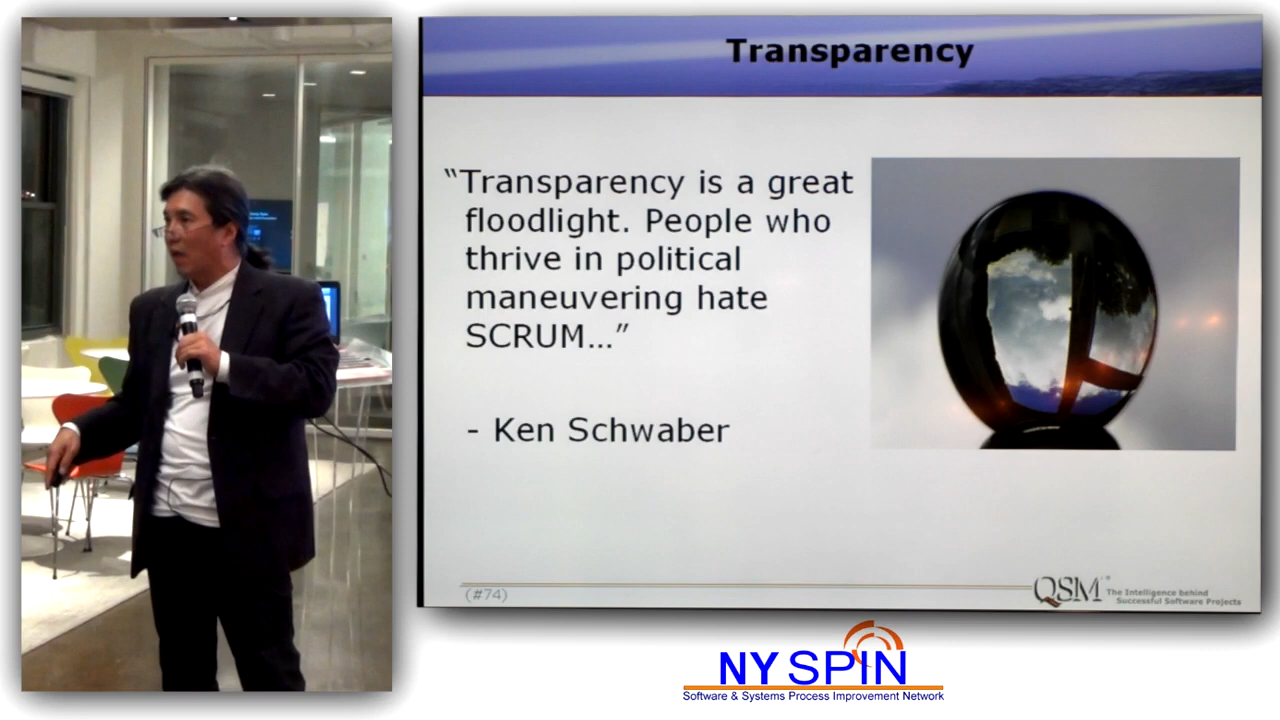 Transparency
“Transparency is a great
floodlight. People who
thrive in political
maneuvering hate
SCRUM…”
- Ken Schwaber
(#74)
QSM®
The Intelligence behind
Successful Software Projects
NY SPIN
Software & Systems Process Improvement Network